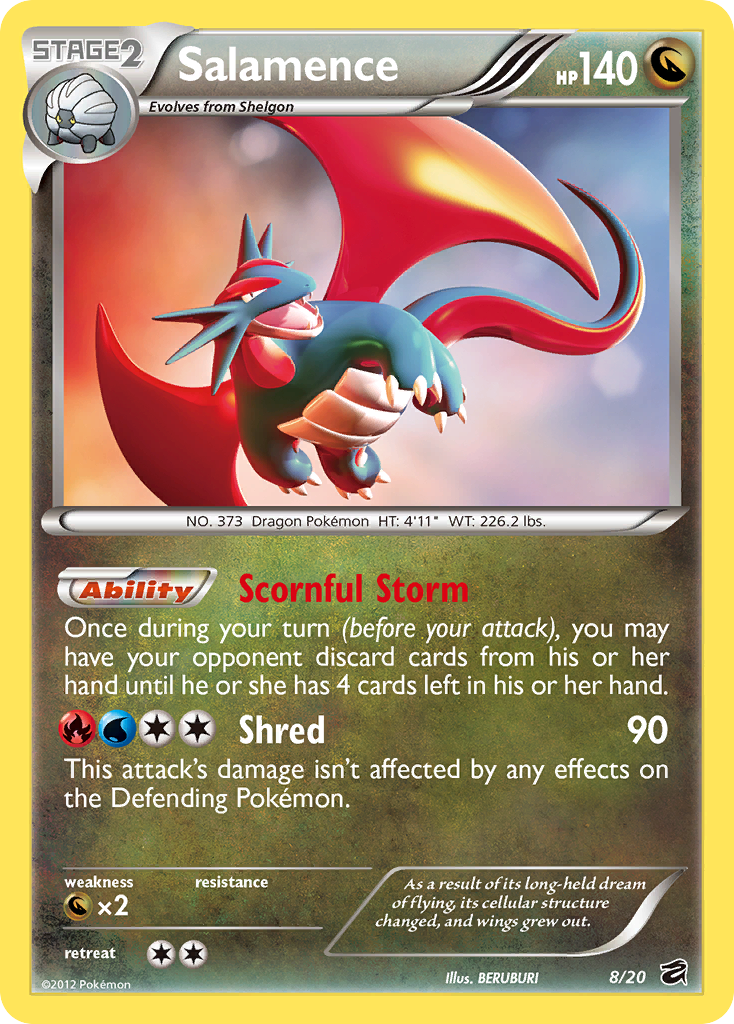 STAGE2
Salamence
HP140
Evolves from Shelgon
NO. 373 Dragon Pokémon HT: 4'11" WT: 226.2 lbs.
Ability Scornful Storm
Once during your turn (before your attack), you may
have your opponent discard cards from his or her
hand until he or she has 4 cards left in his or her hand.
Shred 90
This attack's damage isn't affected by any effects on
the Defending Pokémon.
weakness resistance
×2
retreat
As a result of its long-held dream
of flying, its cellular structure
changed, and wings grew out.
©2012 Pokémon
Illus. BERUBURI
8/20